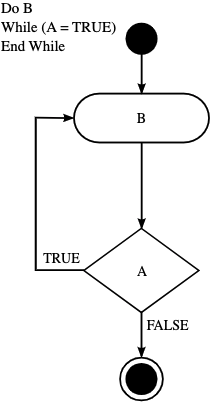 Do B
While (A = TRUE)
End While
B
A
TRUE
FALSE